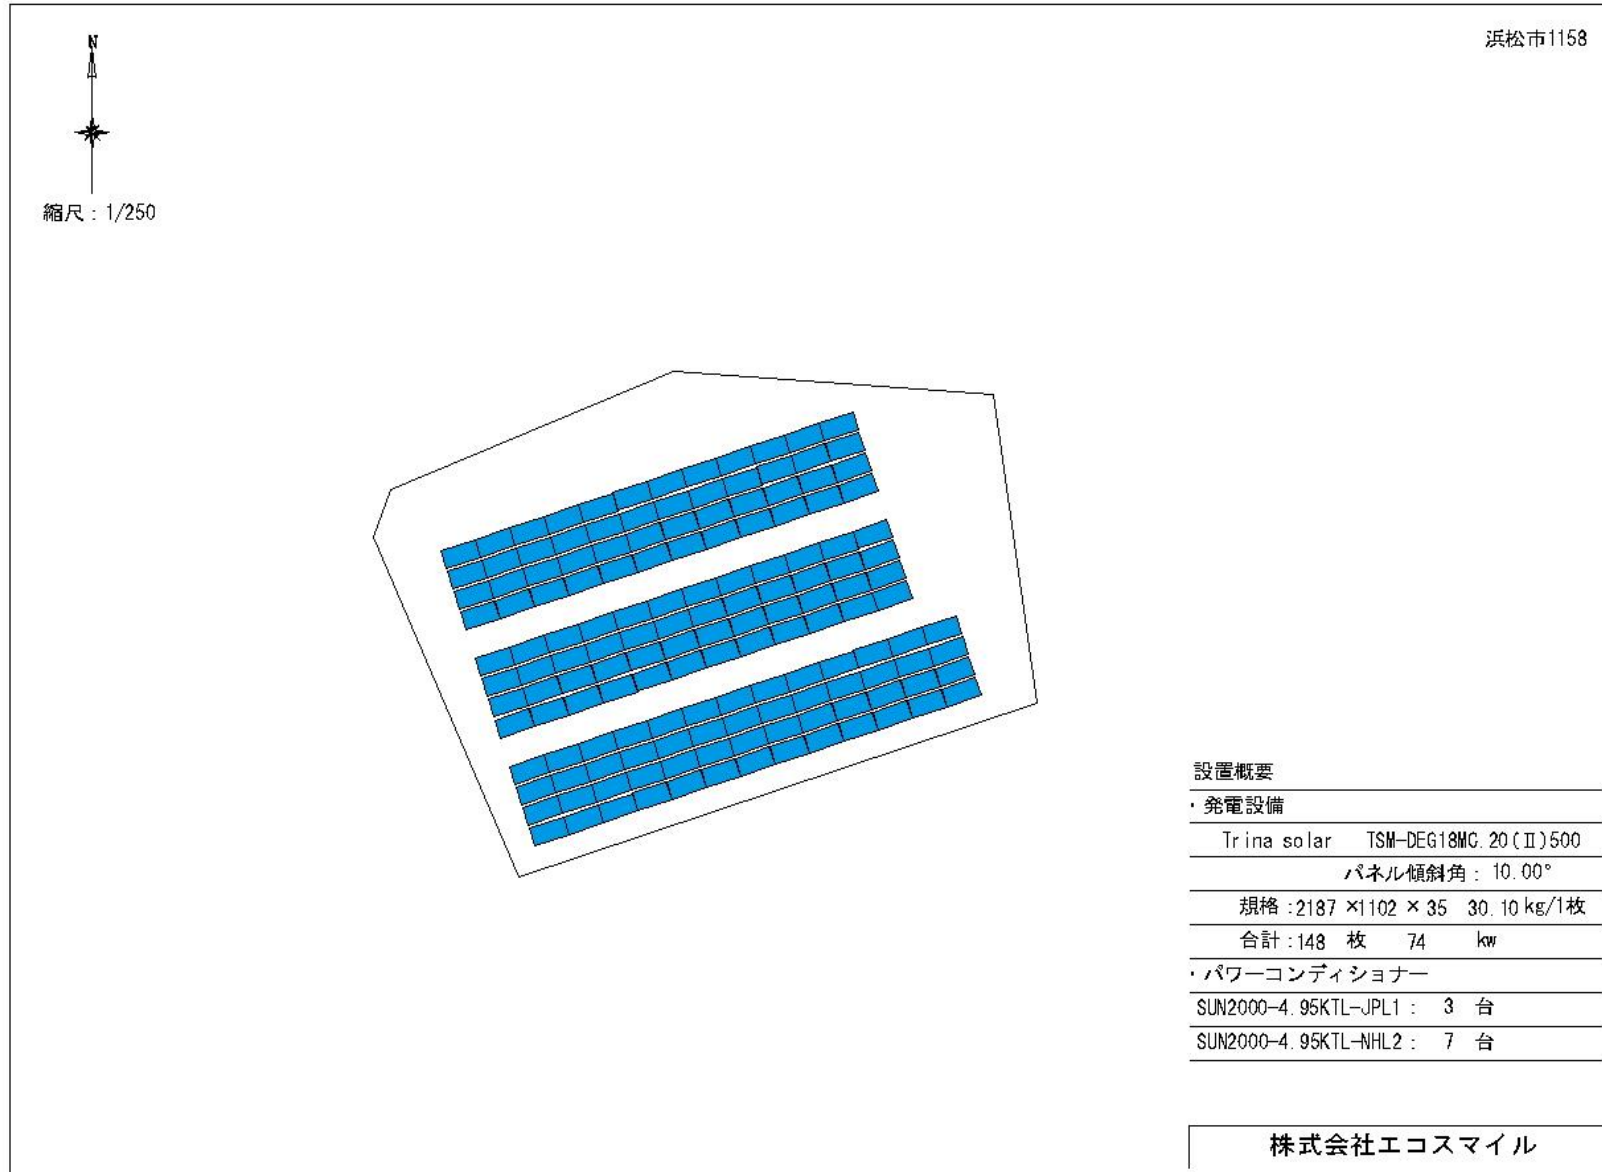 浜松市1158
N
縮尺：1/250
設置概要
・発電設備
Trina solar TSM-DEG18MC.20(Ⅱ)500
パネル傾斜角：10.00°
規格：2187 ×1102 × 35 30.10 kg/1枚
合計：148 枚 74 kw
・パワーコンディショナー
SUN2000-4.95KTL-JPL1： 3 台
SUN2000-4.95KTL-NHL2： 7 台
株式会社エコスマイル